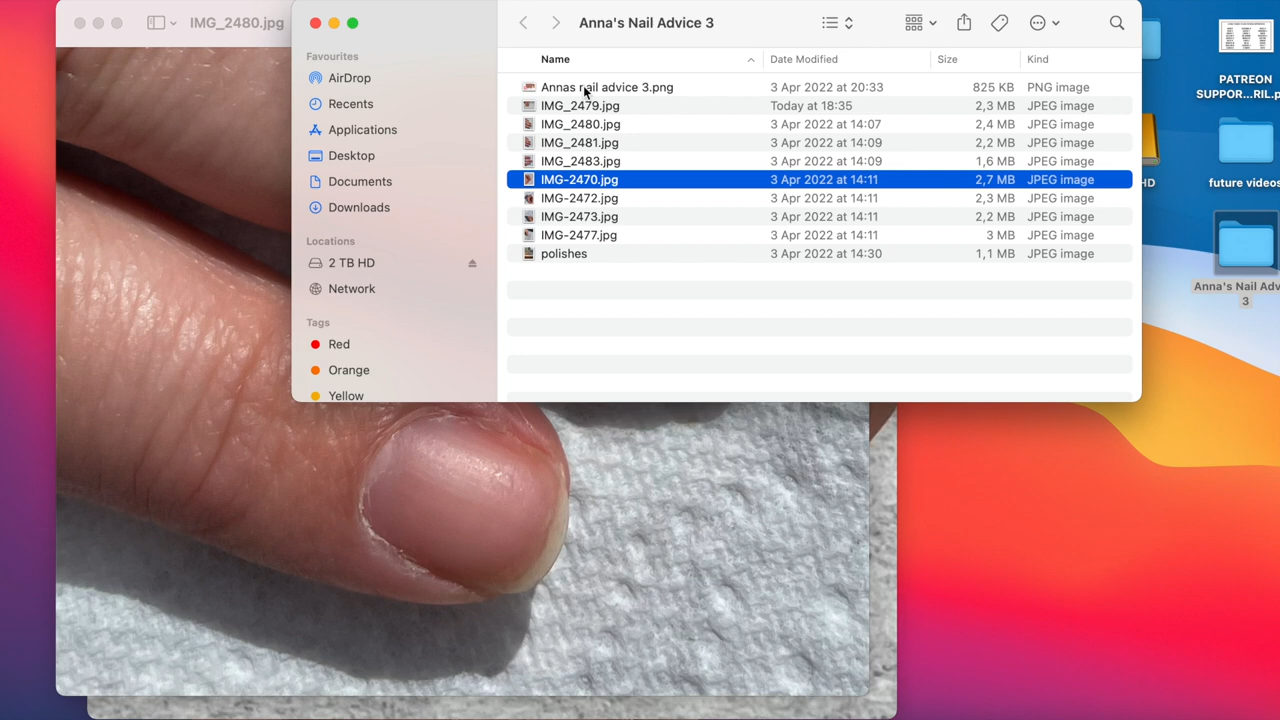 IMG_2480.jpg
Anna's Nail Advice 3
Favourites
AirDrop
Recents
Applications
Desktop
Documents
Downloads
Locations
2 TB HD
Network
Tags
Red
Orange
Yellow
Name Date Modified Size Kind
Annas nail advice 3.png 3 Apr 2022 at 20:33 825 KB PNG image
IMG_2479.jpg Today at 18:35 2,3 MB JPEG image
IMG_2480.jpg 3 Apr 2022 at 14:07 2,4 MB JPEG image
IMG_2481.jpg 3 Apr 2022 at 14:09 2,2 MB JPEG image
IMG_2483.jpg 3 Apr 2022 at 14:09 1,6 MB JPEG image
IMG-2470.jpg 3 Apr 2022 at 14:11 2,7 MB JPEG image
IMG-2472.jpg 3 Apr 2022 at 14:11 2,3 MB JPEG image
IMG-2473.jpg 3 Apr 2022 at 14:11 2,2 MB JPEG image
IMG-2477.jpg 3 Apr 2022 at 14:11 3 MB JPEG image
polishes 3 Apr 2022 at 14:30 1,1 MB JPEG image
PATREON
SUPPOR...RIL.p
HD
future videos
Anna's Nail Adv
3